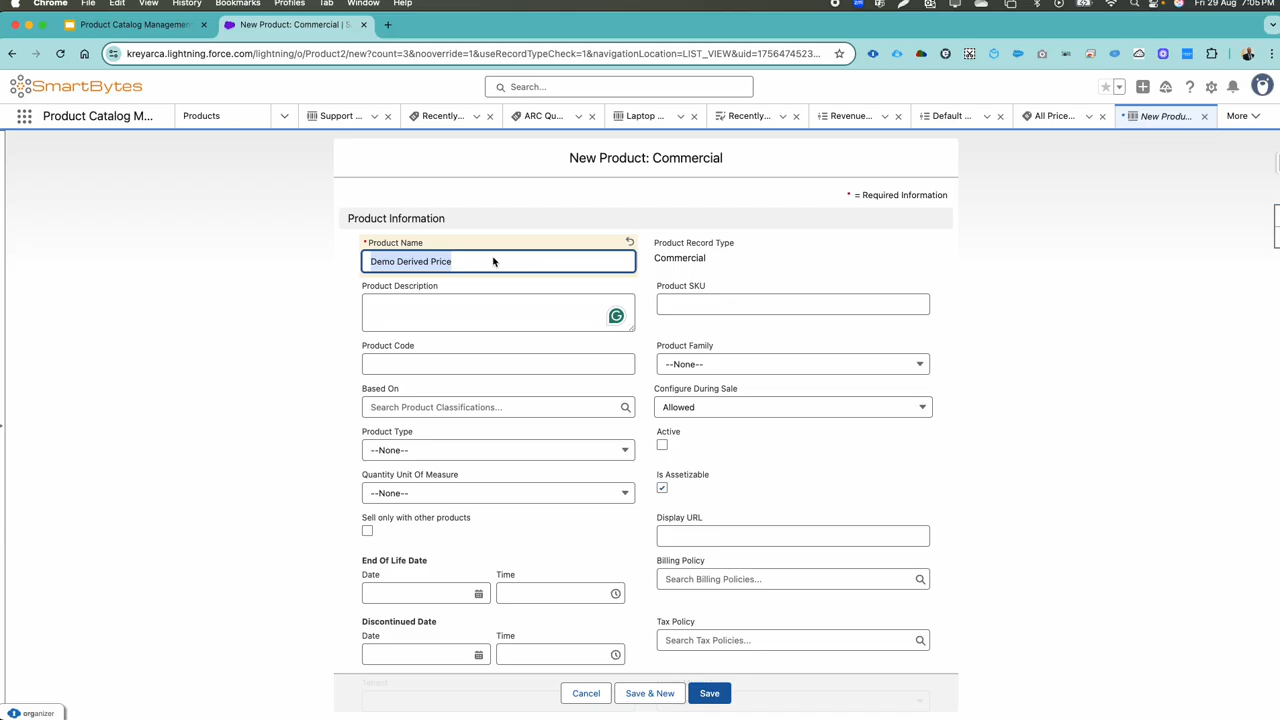 Chrome File Edit View History Bookmarks Profiles Tab Window Help Fri 29 Aug 7:05 PM
Product Catalog Managemen
New Product: Commercial | S
kreyarca.lightning.force.com/lightning/o/Product2/new?count=3&nooverride=1&useRecordTypeCheck=1&navigationLocation=LIST_VIEW&uid=1756474523...
SmartBytes
Search...
Product Catalog M...
Products
Support ...
Recently...
ARC Qu...
Laptop ...
Recently...
Revenue...
Default ...
All Price...
* New Produ...
More
New Product: Commercial
* = Required Information
Product Information
* Product Name
Demo Derived Price
Product Record Type
Commercial
Product Description
Product SKU
Product Code
Product Family
--None--
Based On
Search Product Classifications...
Configure During Sale
Allowed
Product Type
--None--
Active
Quantity Unit Of Measure
--None--
Is Assetizable
Sell only with other products
Display URL
End Of Life Date
Date
Time
Billing Policy
Search Billing Policies...
Discontinued Date
Date
Time
Tax Policy
Search Tax Policies...
Cancel
Save & New
Save
organizer